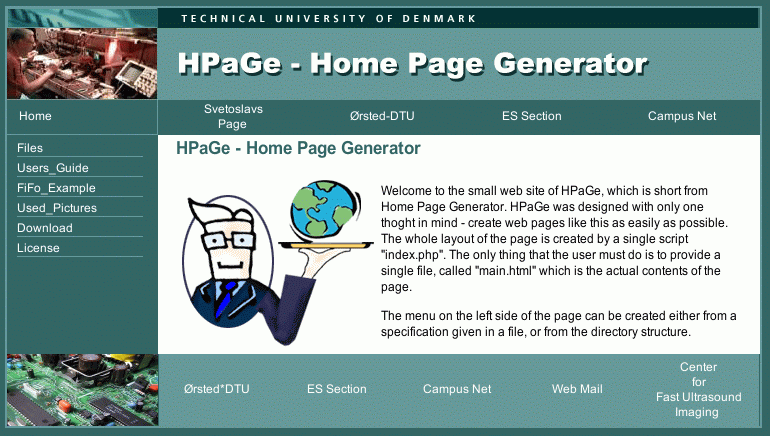 TECHNICAL UNIVERSITY OF DENMARK
HPaGe - Home Page Generator
Home
Svetoslavs
Page
Ørsted-DTU
ES Section
Campus Net
Files
Users_Guide
FiFo_Example
Used_Pictures
Download
License
HPaGe - Home Page Generator
Welcome to the small web site of HPaGe, which is short from
Home Page Generator. HPaGe was designed with only one
thoght in mind - create web pages like this as easily as possible.
The whole layout of the page is created by a single script
"index.php". The only thing that the user must do is to provide a
single file, called "main.html" which is the actual contents of the
page.
The menu on the left side of the page can be created either from a
specification given in a file, or from the directory structure.
Ørsted*DTU
ES Section
Campus Net
Web Mail
Center
for
Fast Ultrasound
Imaging